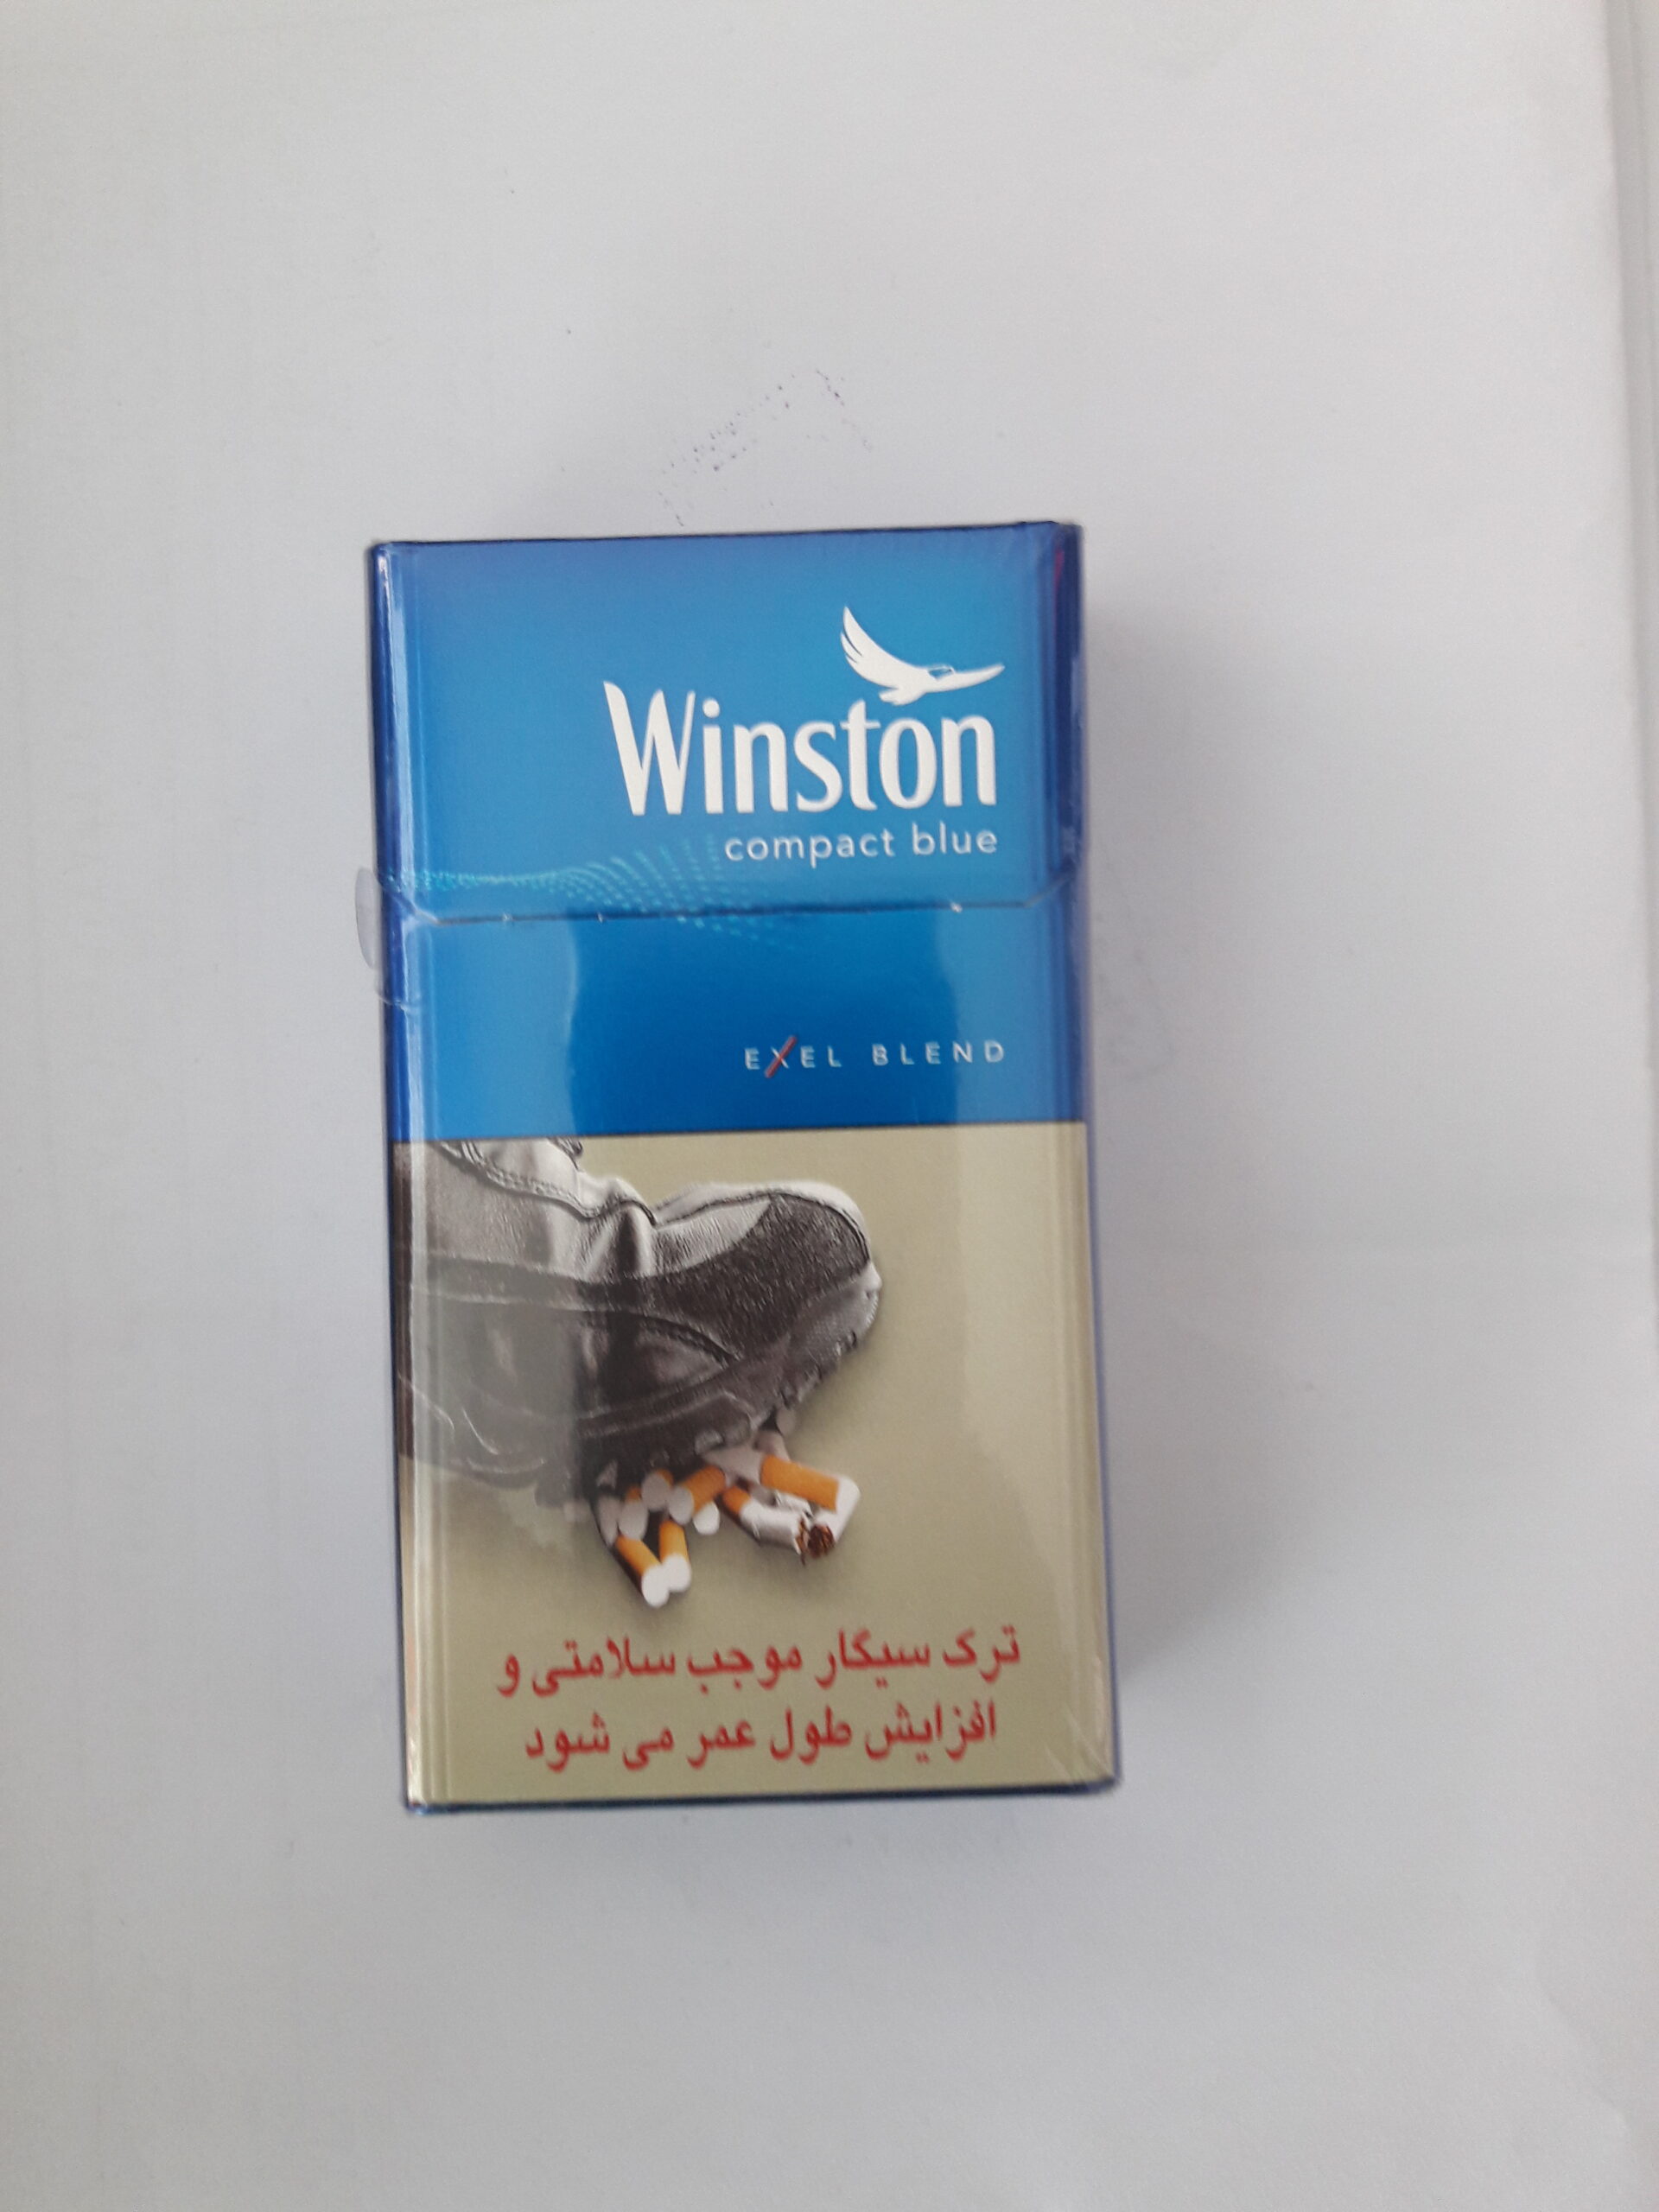 Winston
compact blue
EXEL BLEND
ترک سیگار موجب سلامتی و
افزایش طول عمر می شود